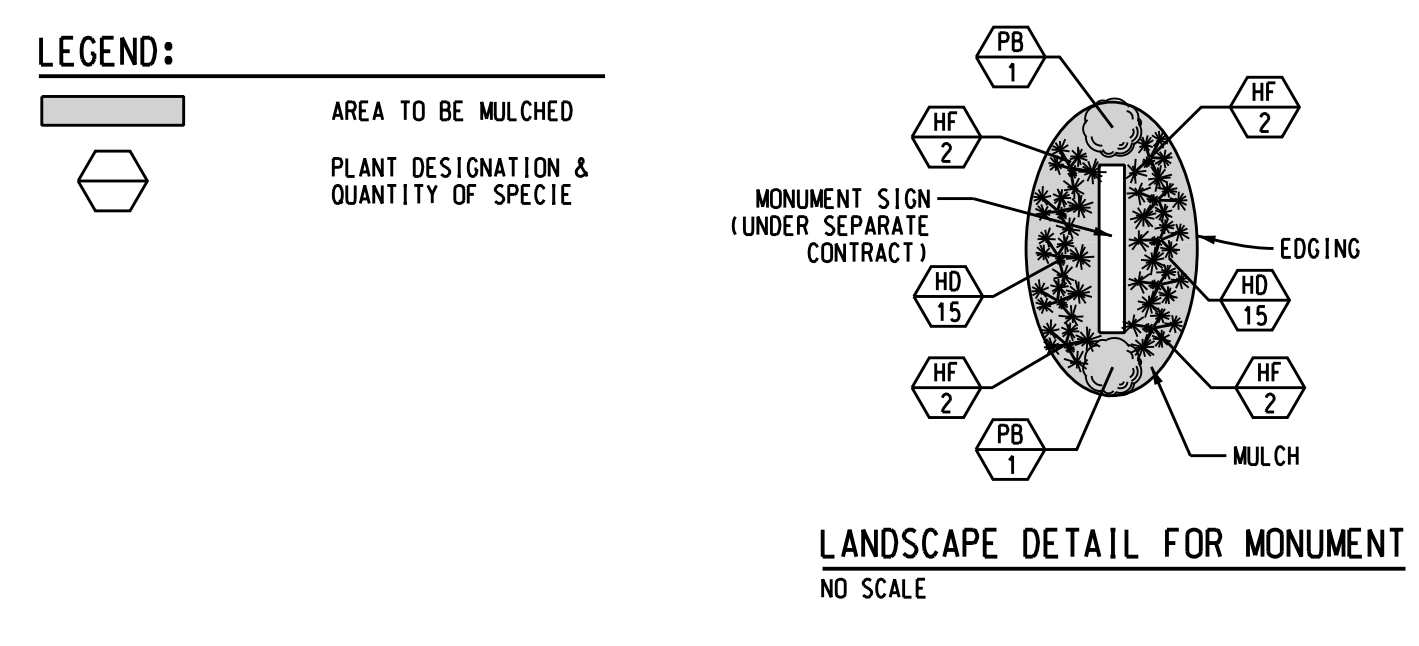 LEGEND:
AREA TO BE MULCHED
PLANT DESIGNATION &
QUANTITY OF SPECIE
PB
1
HF
2
HF
2
MONUMENT SIGN
(UNDER SEPARATE
CONTRACT)
EDGING
HD
15
HD
15
HF
2
HF
2
PB
1
MULCH
LANDSCAPE DETAIL FOR MONUMENT
NO SCALE